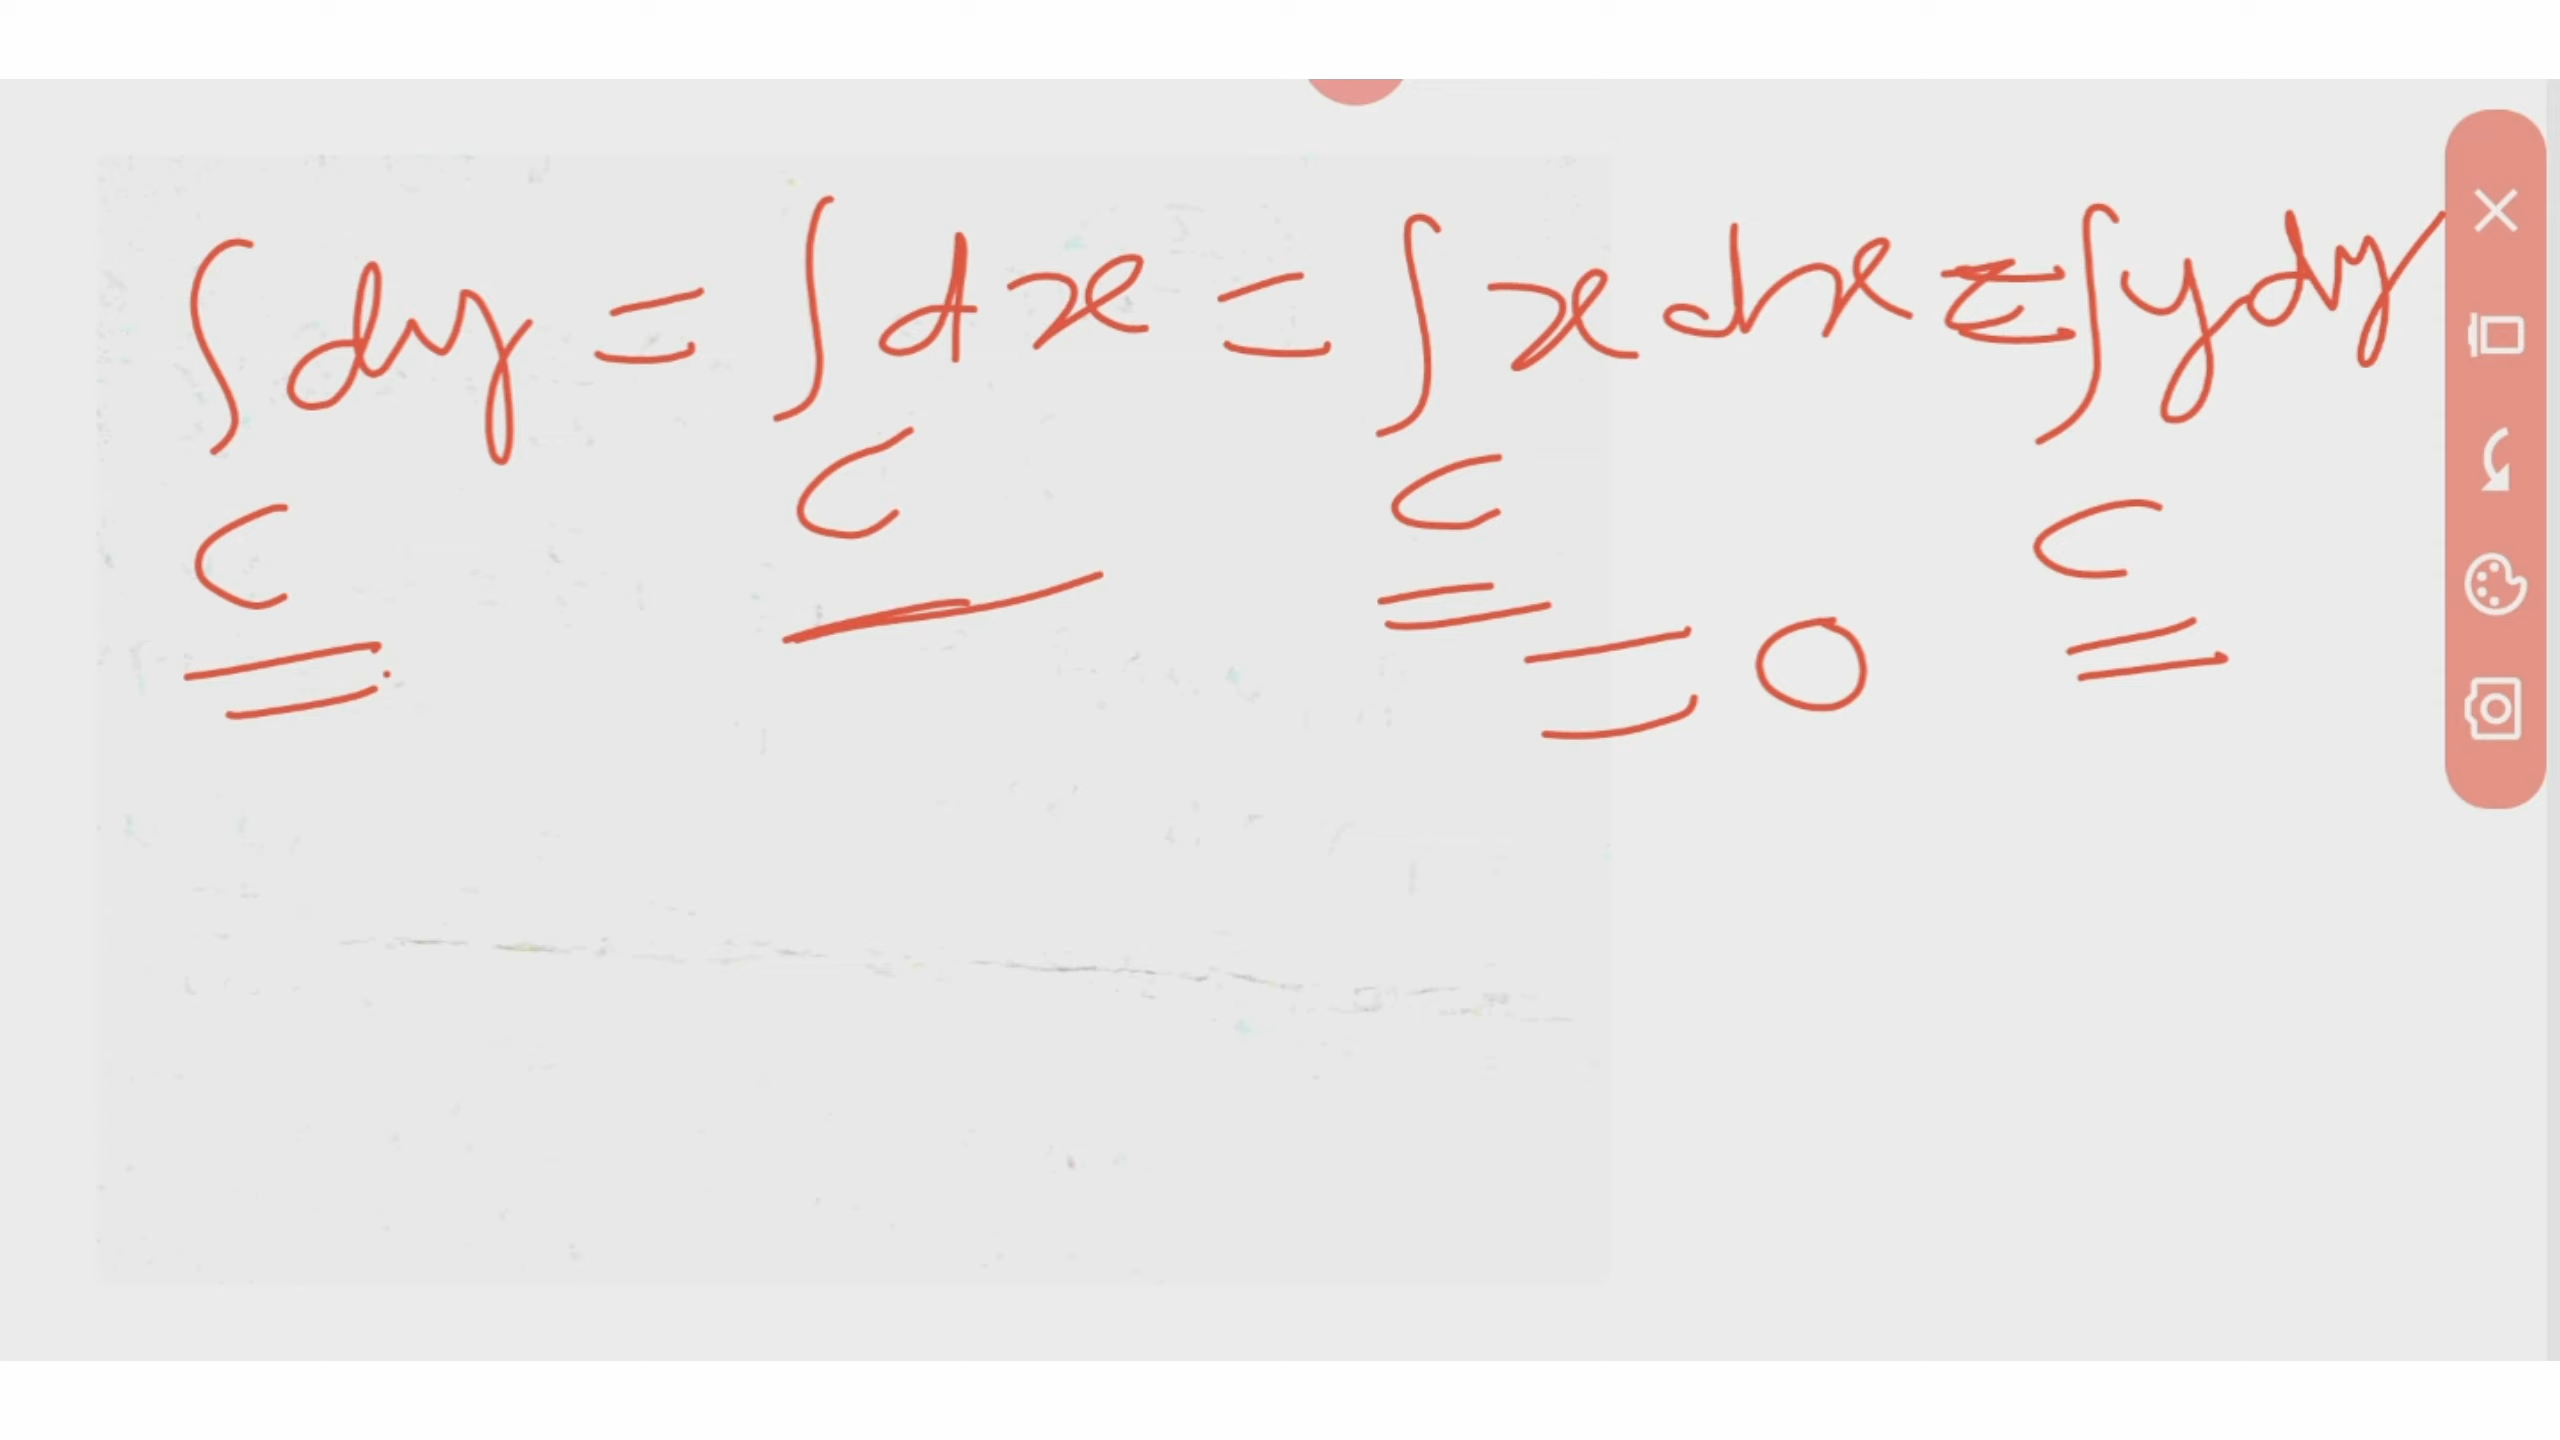 ∫ dy = ∫ dx = ∫ x dx = ∫ y dy
C C C C
= 0